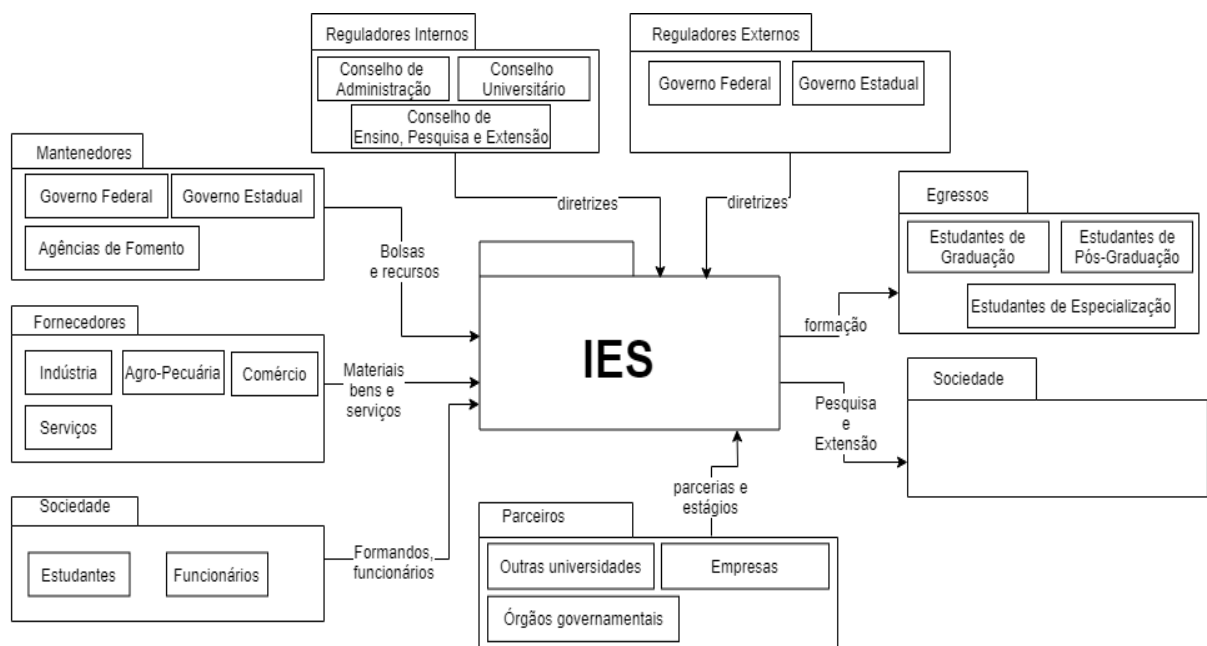 Reguladores Internos
Conselho de
Administração
Conselho
Universitário
Conselho de
Ensino, Pesquisa e Extensão
Reguladores Externos
Governo Federal
Governo Estadual
Mantenedores
Governo Federal
Governo Estadual
Agências de Fomento
diretrizes
diretrizes
Bolsas
e recursos
Egressos
Estudantes de
Graduação
Estudantes de
Pós-Graduação
Estudantes de Especialização
Fornecedores
Indústria
Agro-Pecuária
Comércio
Serviços
Materiais
bens e
serviços
IES
formação
Pesquisa
e
Extensão
Sociedade
Sociedade
Estudantes
Funcionários
Formandos,
funcionários
parcerias e
estágios
Parceiros
Outras universidades
Empresas
Órgãos governamentais